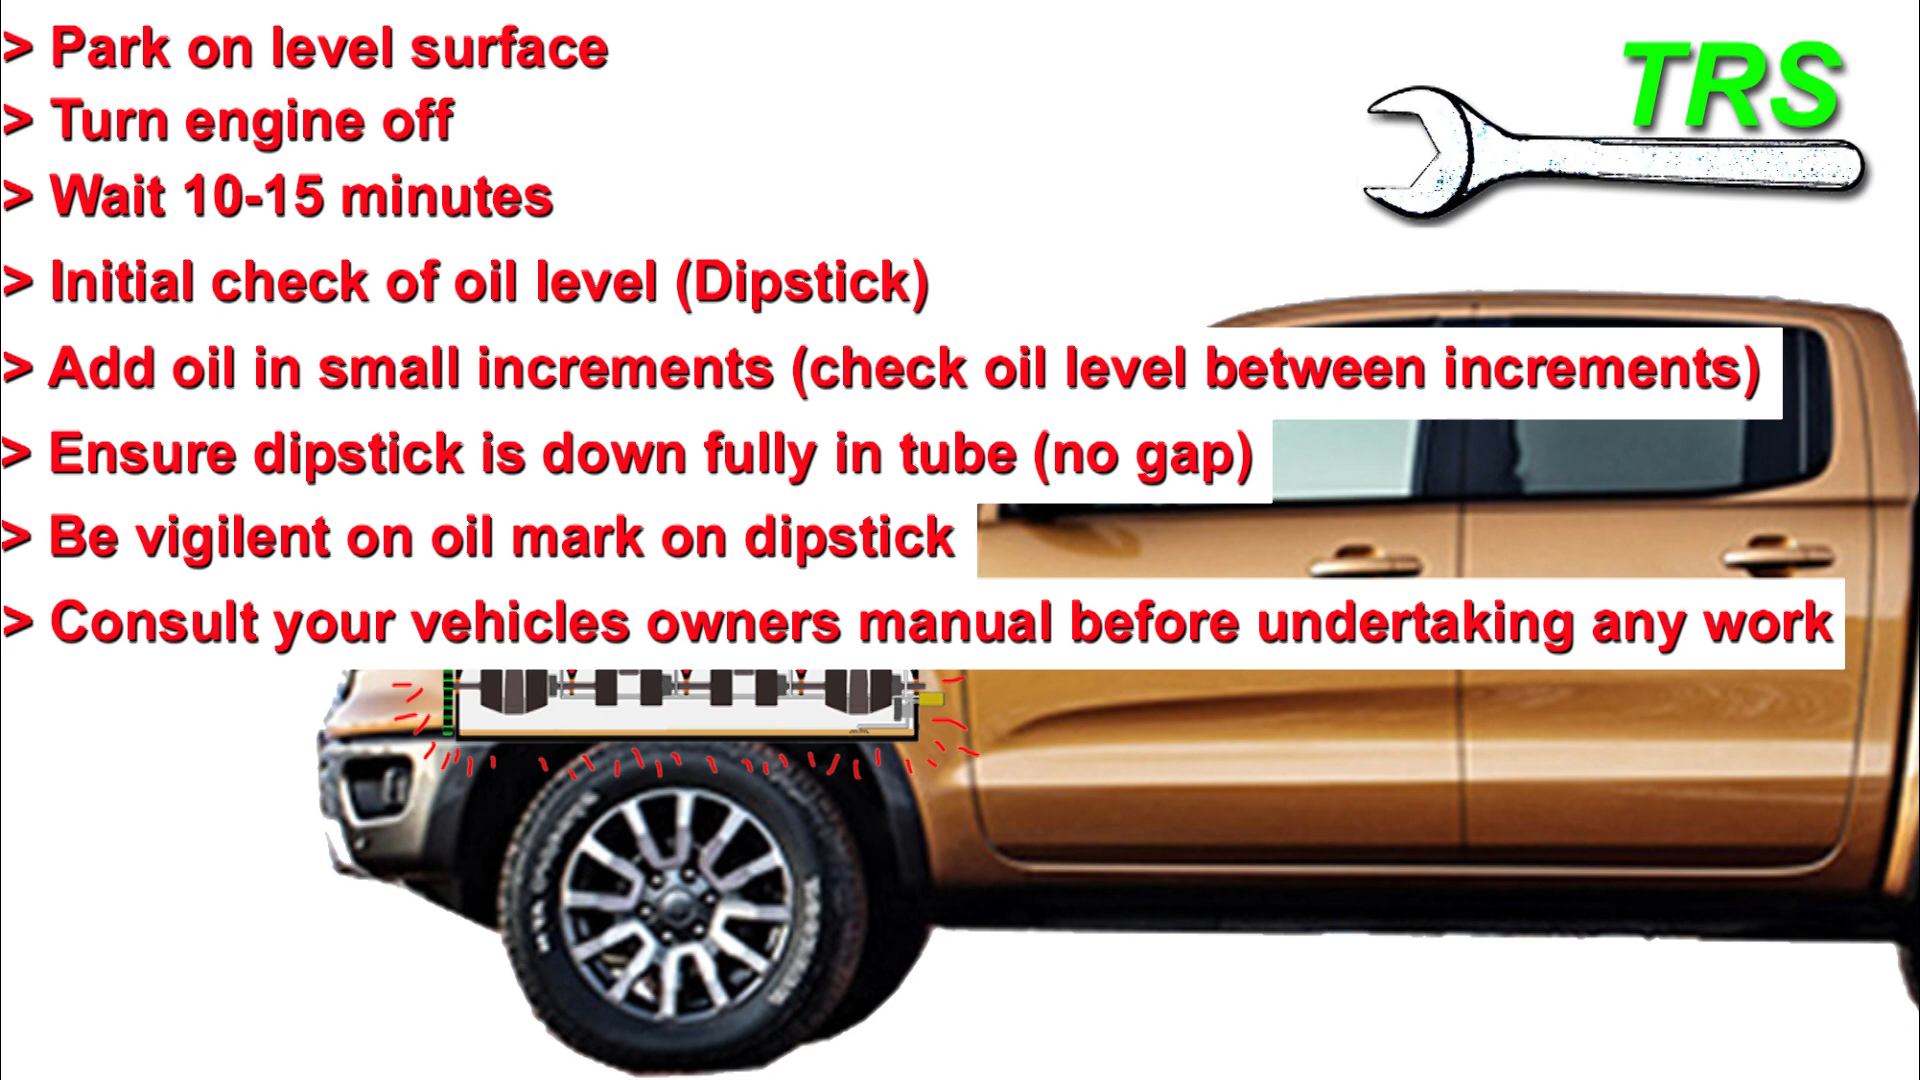 > Park on level surface
TRS
> Turn engine off
> Wait 10-15 minutes
> Initial check of oil level (Dipstick)
> Add oil in small increments (check oil level between increments)
> Ensure dipstick is down fully in tube (no gap)
> Be vigilent on oil mark on dipstick
> Consult your vehicles owners manual before undertaking any work